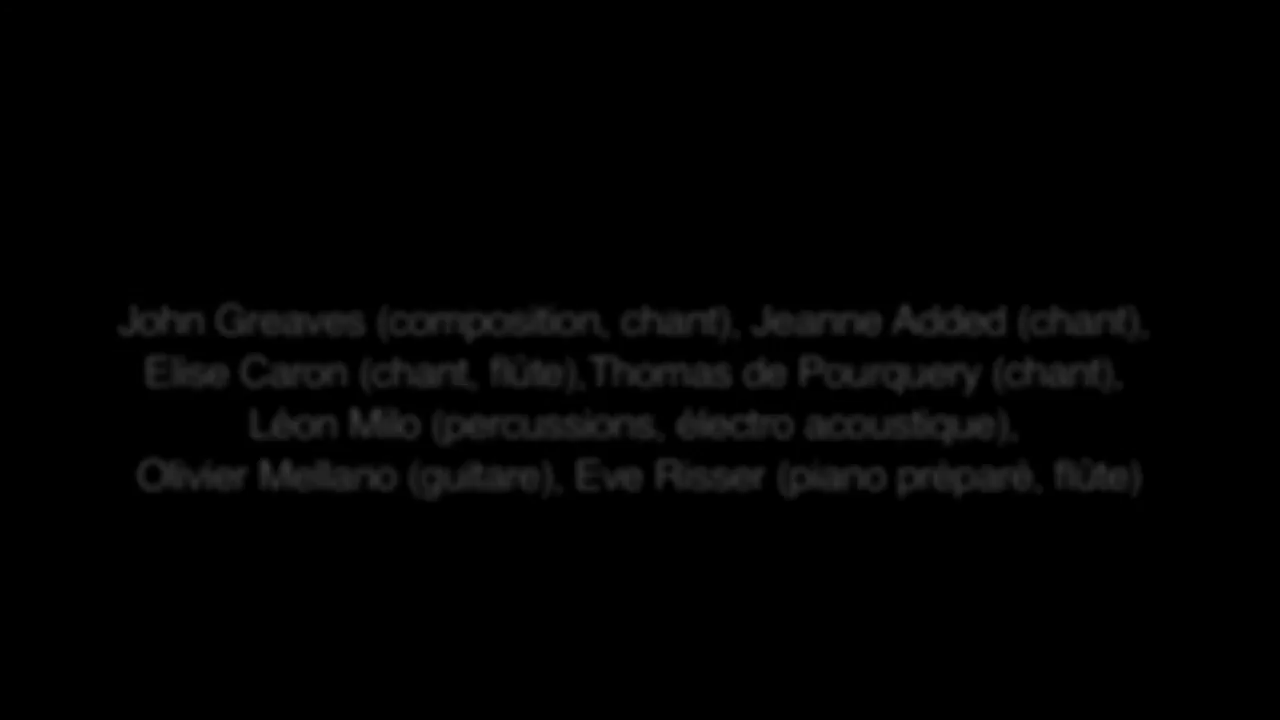 John Greaves (composition, chant), Jeanne Added (chant),
Elise Caron (chant, flûte), Thomas de Pourquery (chant),
Léon Milo (percussions, électro acoustique),
Olivier Mellano (guitare), Eve Risser (piano préparé, flûte)